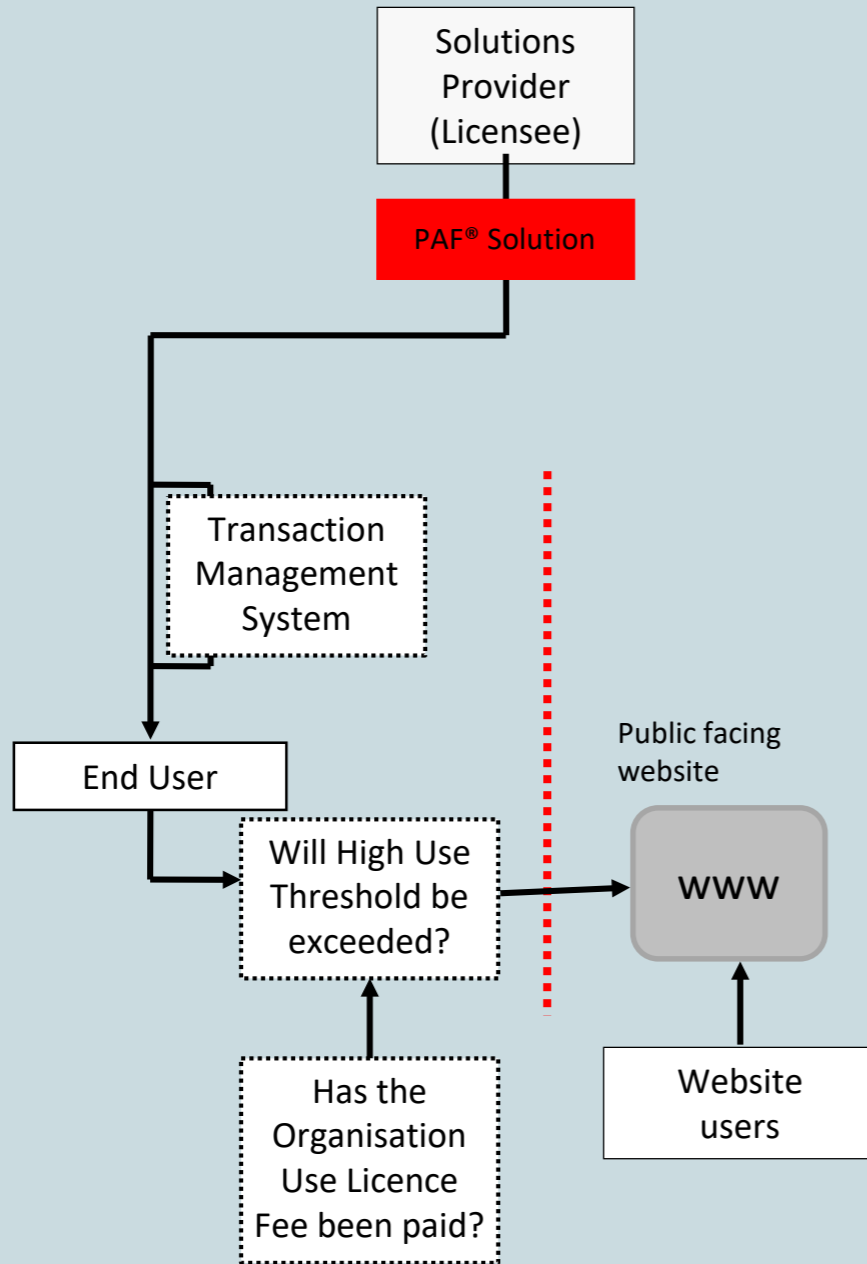 Solutions
Provider
(Licensee)
PAF® Solution
Transaction
Management
System
End User
Public facing
website
Will High Use
Threshold be
exceeded?
www
Has the
Organisation
Use Licence
Fee been paid?
Website
users